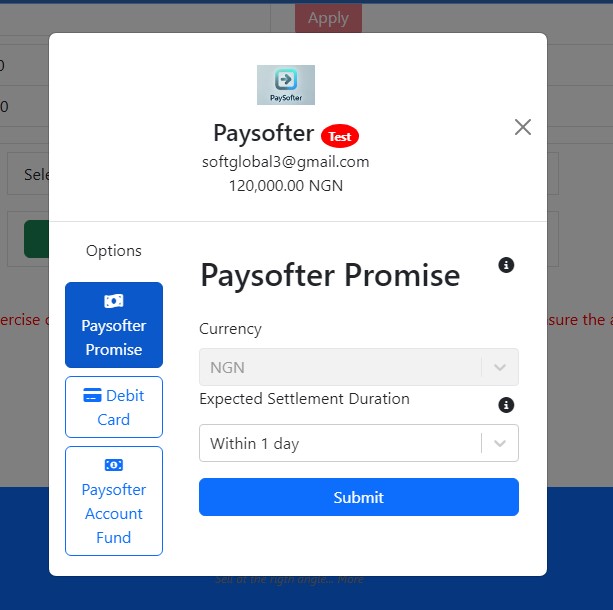 Apply
0
0
PaySofter
Paysofter Test
softglobal3@gmail.com
120,000.00 NGN
Sele
Options
Paysofter
Promise
Debit
Card
Paysofter
Account
Fund
Paysofter Promise
Currency
NGN
Expected Settlement Duration
Within 1 day
Submit
ercise
sure the a
Sell at the rigth angle... More